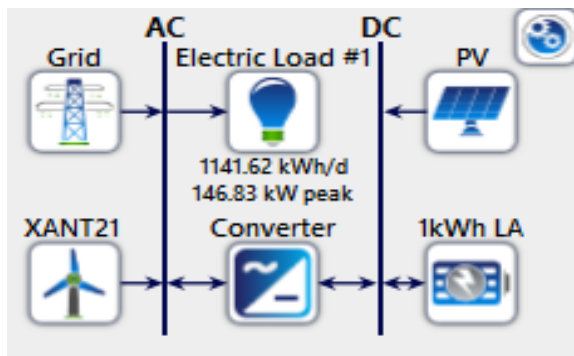 AC DC
Grid Electric Load #1 PV
1141.62 kWh/d
146.83 kW peak
XANT21 Converter 1kWh LA